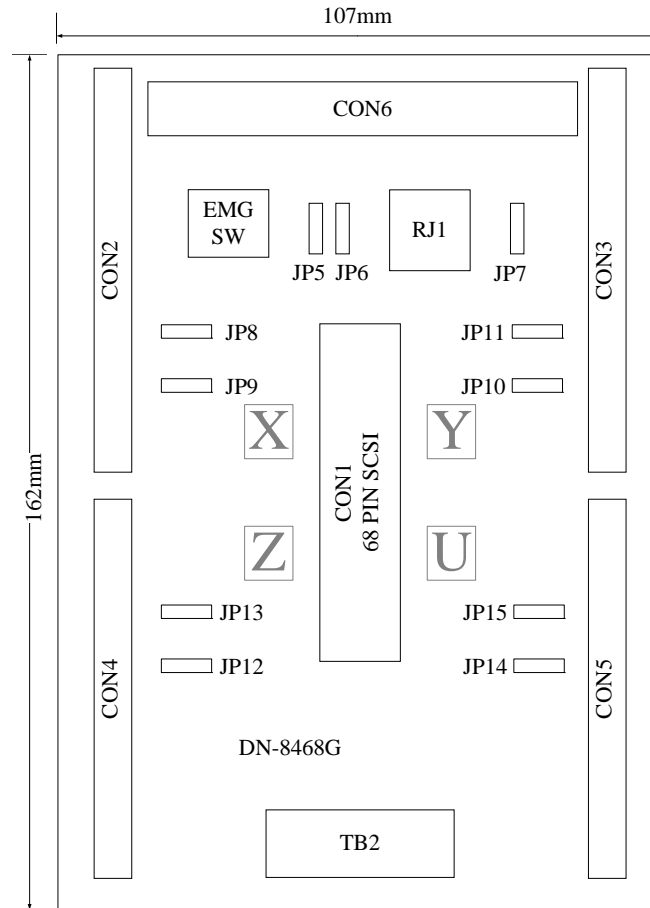 107mm
CON6
EMG
SW
RJ1
JP5
JP6
JP7
CON2
CON3
JP8
JP11
JP9
JP10
X
Y
162mm
CON1
68 PIN SCSI
Z
U
JP13
JP15
JP12
JP14
CON4
CON5
DN-8468G
TB2